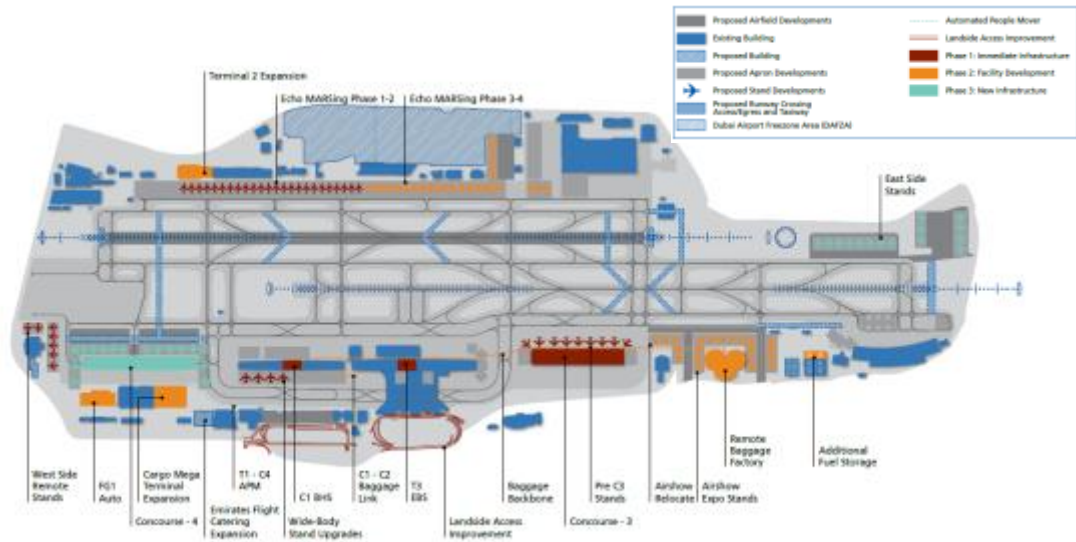 Proposed Airfield Developments
Existing Building
Proposed Building
Proposed Apron Developments
Proposed Stand Developments
Proposed Runway Crossing
Access/Egress and Taxiway
Dubai Airport Freezone Area (DAFZA)
Automated People Mover
Landside Access Improvement
Phase 1: Immediate Infrastructure
Phase 2: Facility Development
Phase 3: New Infrastructure
Terminal 2 Expansion
Echo MARSing Phase 1-2
Echo MARSing Phase 3-4
East Side
Stands
West Side
Remote
Stands
FG1
Auto
Concourse - 4
Cargo Mega
Terminal
Expansion
Emirates Flight
Catering
Expansion
T1 - C4
APM
C1 BHS
Wide-Body
Stand Upgrades
C1 - C2
Baggage
Link
T3
EBS
Landside Access
Improvement
Baggage
Backbone
Concourse - 3
Pre C3
Stands
Airshow
Relocate
Airshow
Expo Stands
Remote
Baggage
Factory
Additional
Fuel Storage